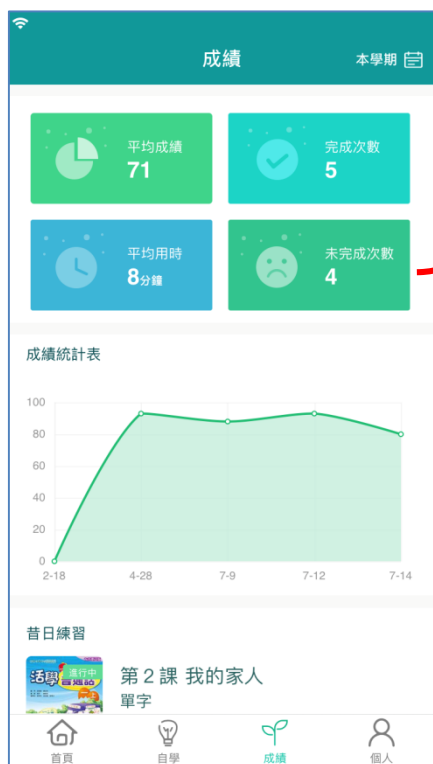 成績
本學期
平均成績
71
完成次數
5
平均用時
8分鐘
未完成次數
4
成績統計表
100
80
60
40
20
0
2-18
4-28
7-9
7-12
7-14
昔日練習
進行中
第2課 我的家人
單字
首頁
自學
成績
個人